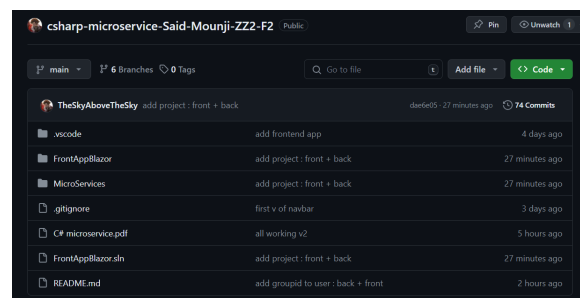 csharp-microservice-Said-Mounji-ZZ2-F2 Public Pin Unwatch 1
main 6 Branches 0 Tags Go to file t Add file Code
TheSkyAboveTheSky add project : front + back dae6e05 · 27 minutes ago 74 Commits
.vscode add frontend app 4 days ago
FrontAppBlazor add project : front + back 27 minutes ago
MicroServices add project : front + back 27 minutes ago
.gitignore first v of navbar 3 days ago
C# microservice.pdf all working v2 5 hours ago
FrontAppBlazor.sln add project : front + back 27 minutes ago
README.md add groupid to user : back + front 2 hours ago